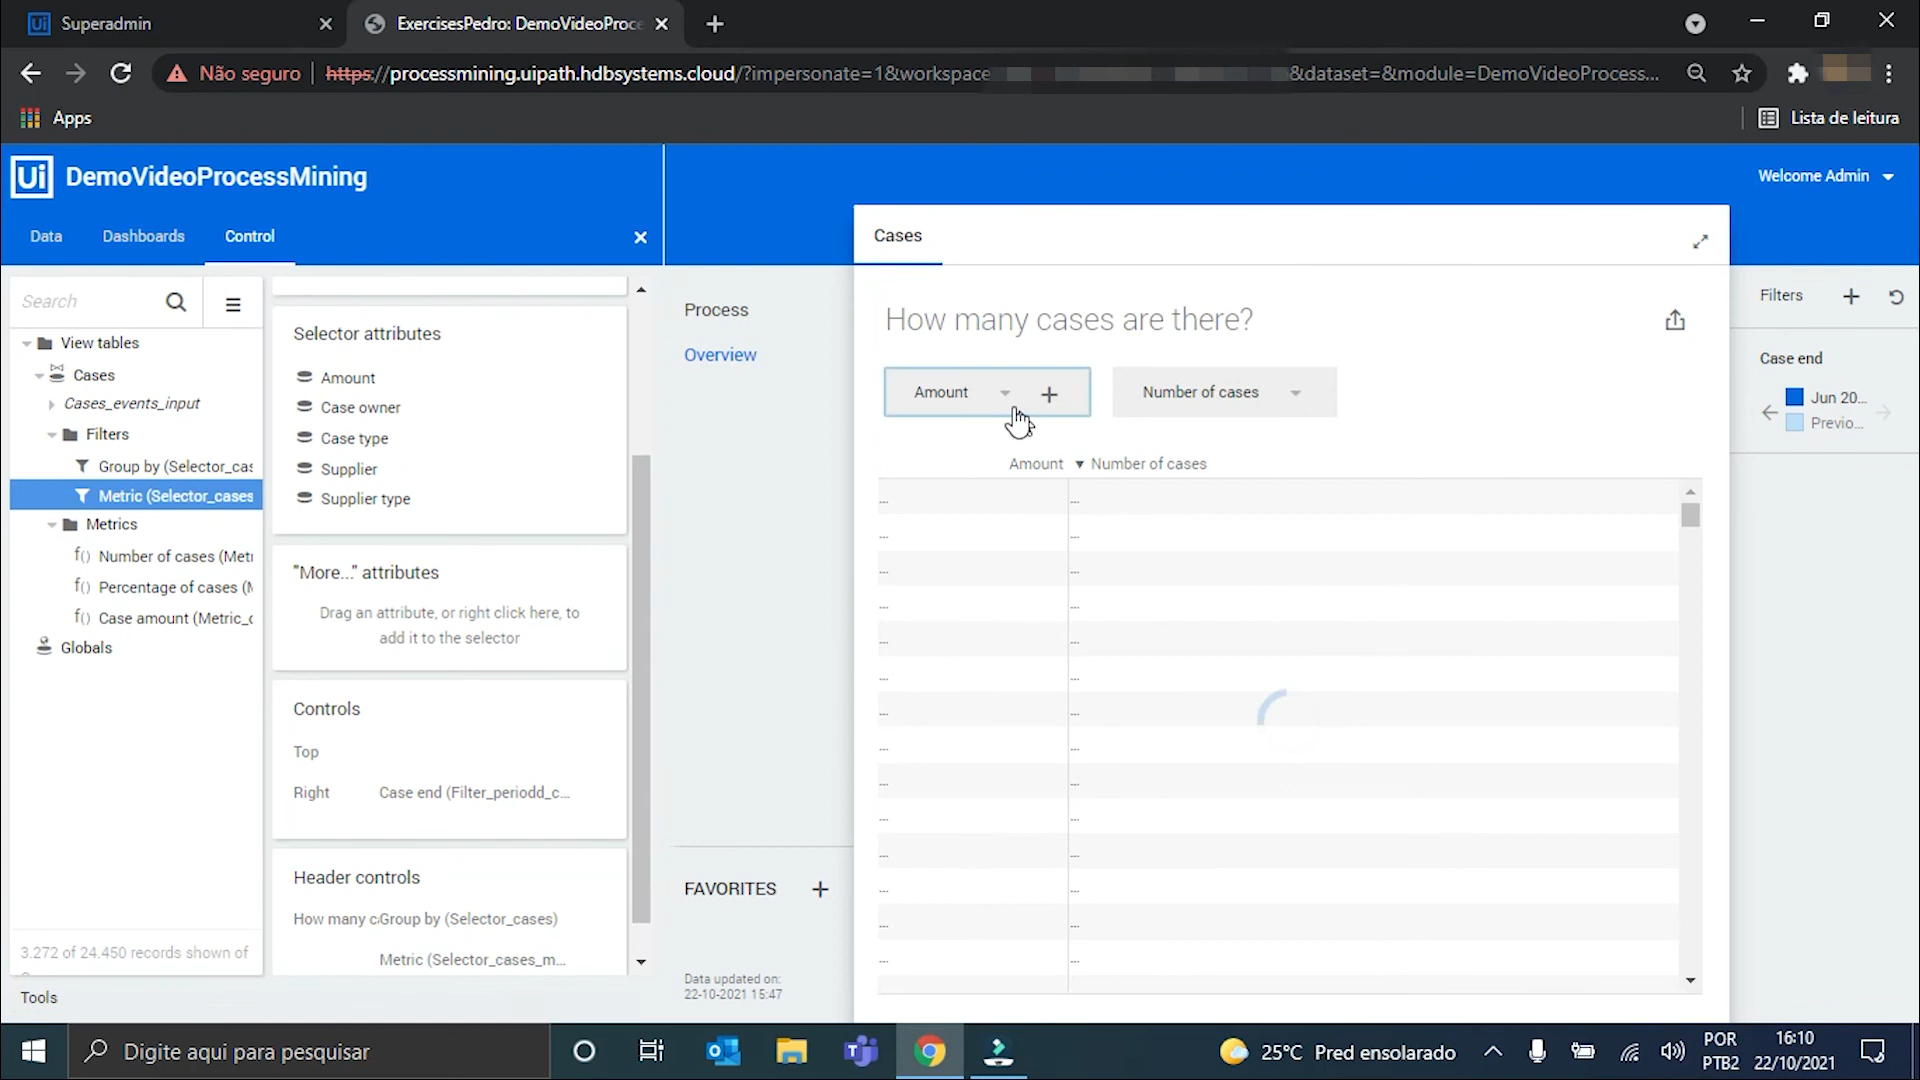 Superadmin
ExercisesPedro: DemoVideoProce
Não seguro
https://processmining.uipath.hdbsystems.cloud/?impersonate=1&workspace
&dataset=&module=DemoVideoProcess...
Apps
Lista de leitura
Ui DemoVideoProcessMining
Welcome Admin
Data
Dashboards
Control
Search
View tables
Cases
Cases_events_input
Filters
Group by (Selector_cas
Metric (Selector_cases
Metrics
f() Number of cases (Metr
f() Percentage of cases (M
f() Case amount (Metric_c
Globals
3.272 of 24.450 records shown of
Tools
Selector attributes
Amount
Case owner
Case type
Supplier
Supplier type
"More..." attributes
Drag an attribute, or right click here, to
add it to the selector
Controls
Top
Right
Case end (Filter_periodd_c...
Header controls
How many c
Group by (Selector_cases)
Metric (Selector_cases_m...
Process
Overview
FAVORITES
Data updated on:
22-10-2021 15:47
Cases
How many cases are there?
Amount
Number of cases
Amount
Number of cases
Filters
Case end
Jun 20...
Previo...
Digite aqui para pesquisar
25°C Pred ensolarado
POR
PTB2
16:10
22/10/2021